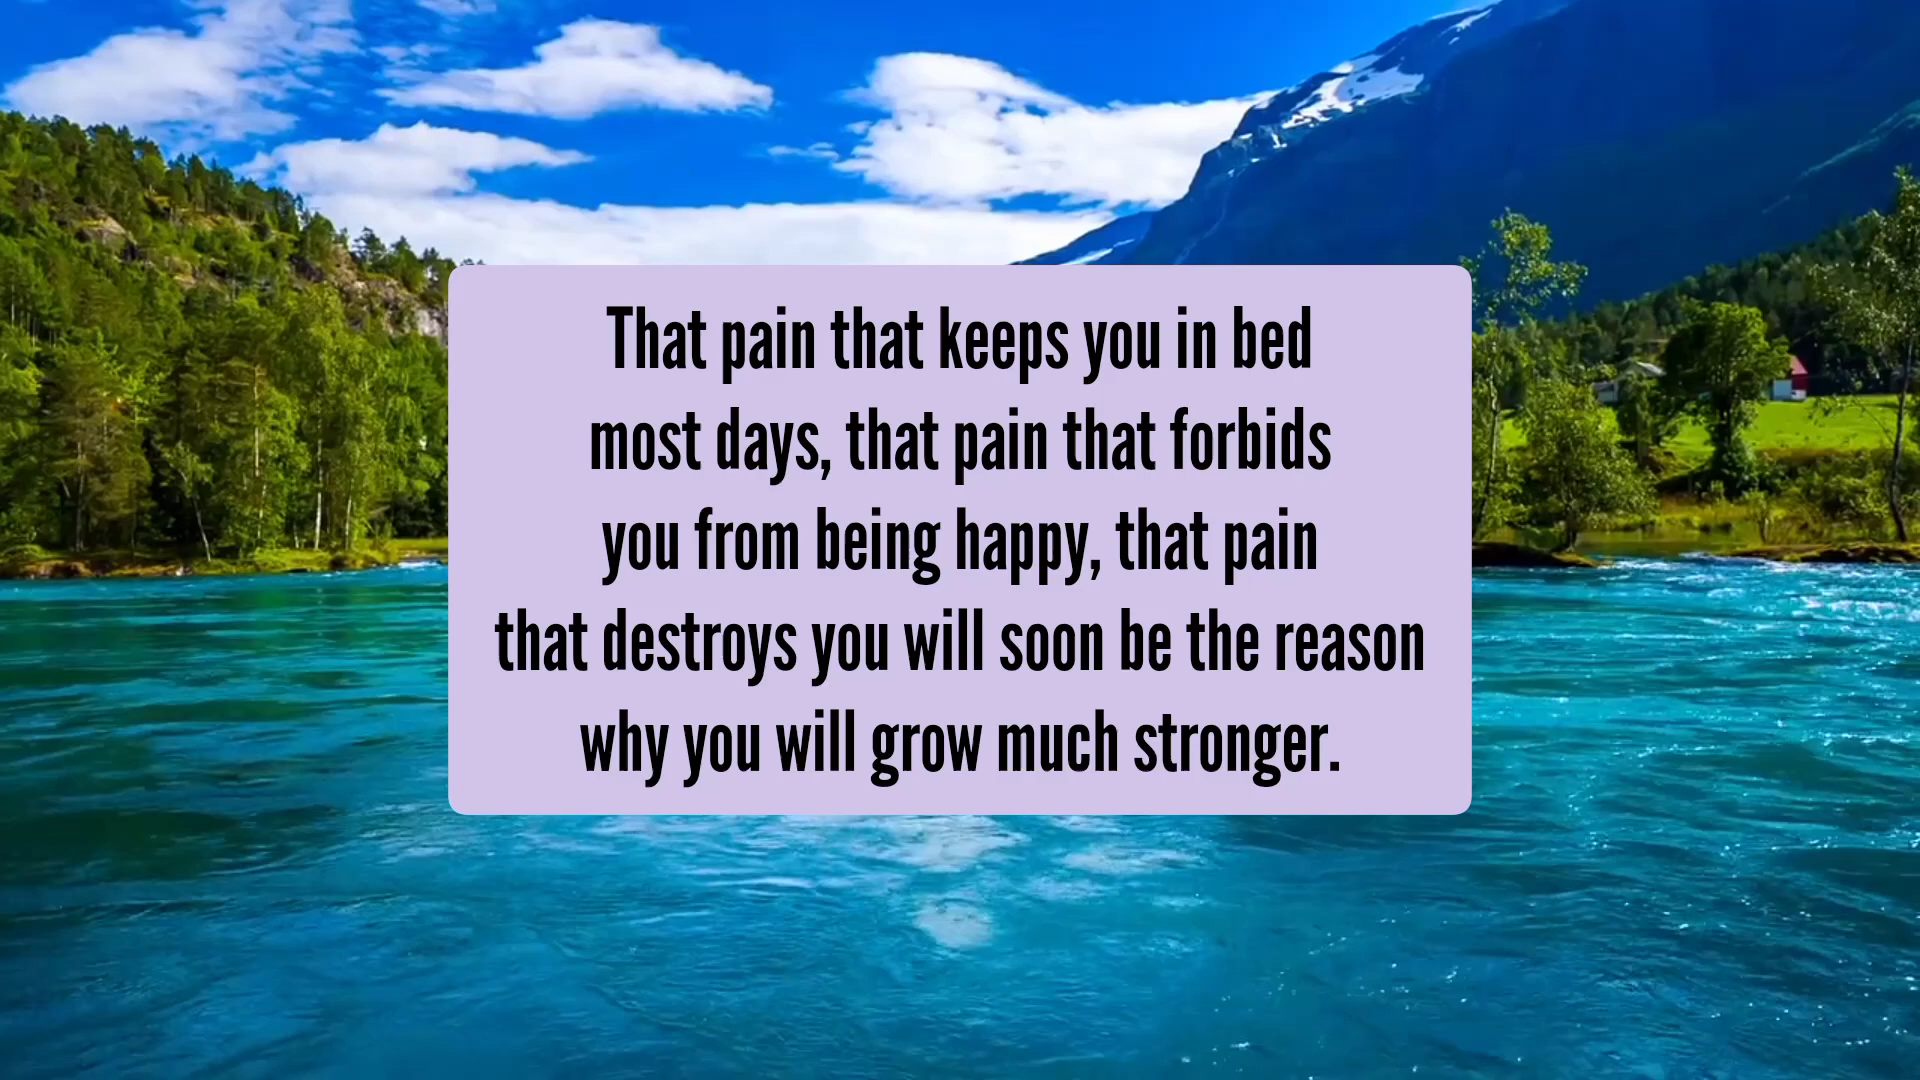 That pain that keeps you in bed
most days, that pain that forbids
you from being happy, that pain
that destroys you will soon be the reason
why you will grow much stronger.